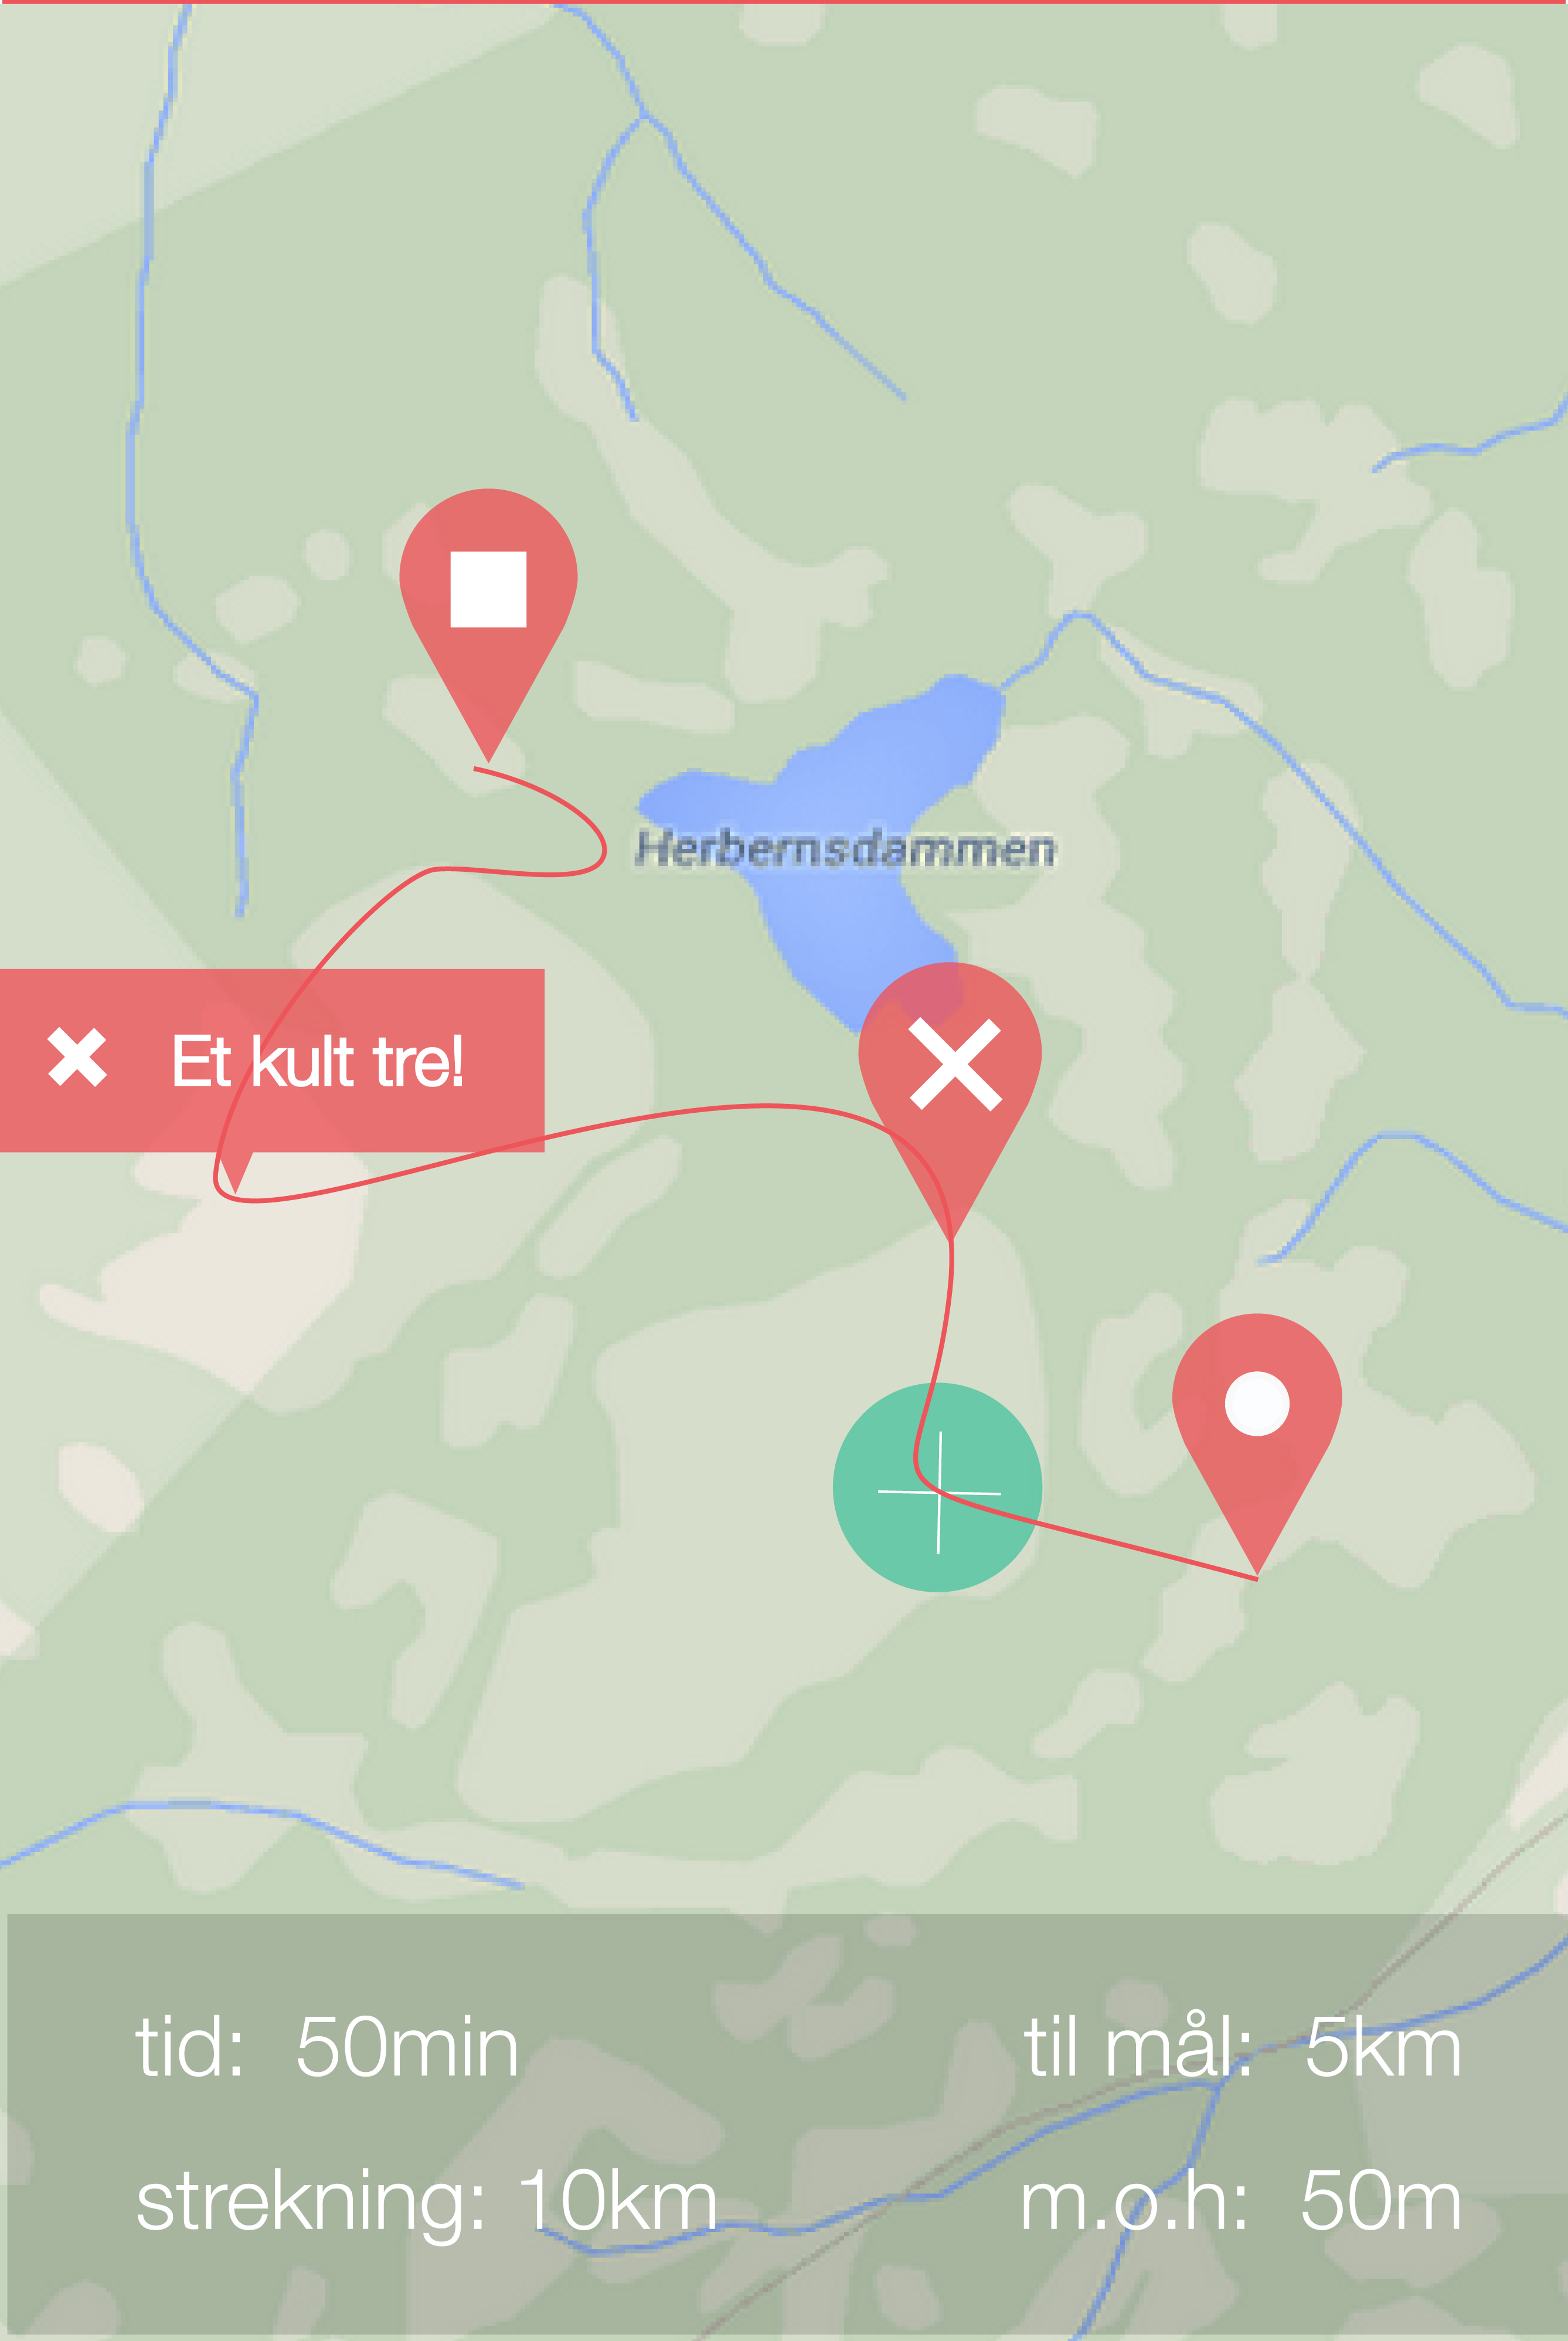 Herbernsdammen
Et kult tre!
tid: 50min
til mål: 5km
strekning: 10km
m.o.h: 50m